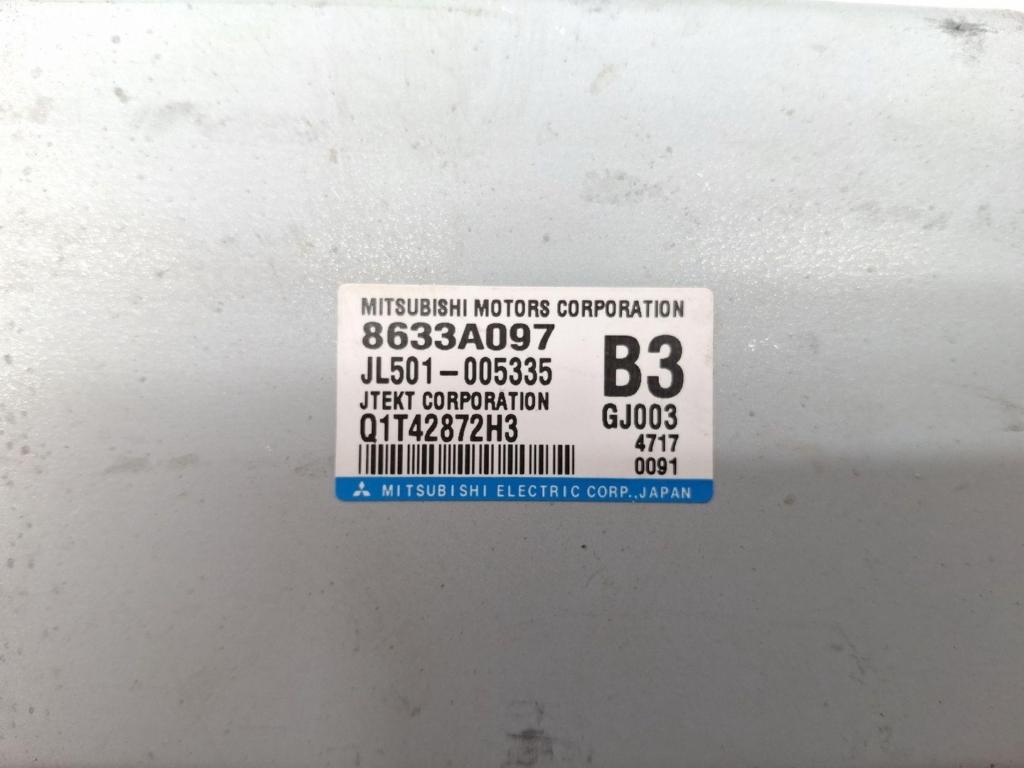 MITSUBISHI MOTORS CORPORATION
8633A097
B3
JL501-005335
JTEKT CORPORATION
GJ003
Q1T42872H3
4717
0091
MITSUBISHI ELECTRIC CORP., JAPAN